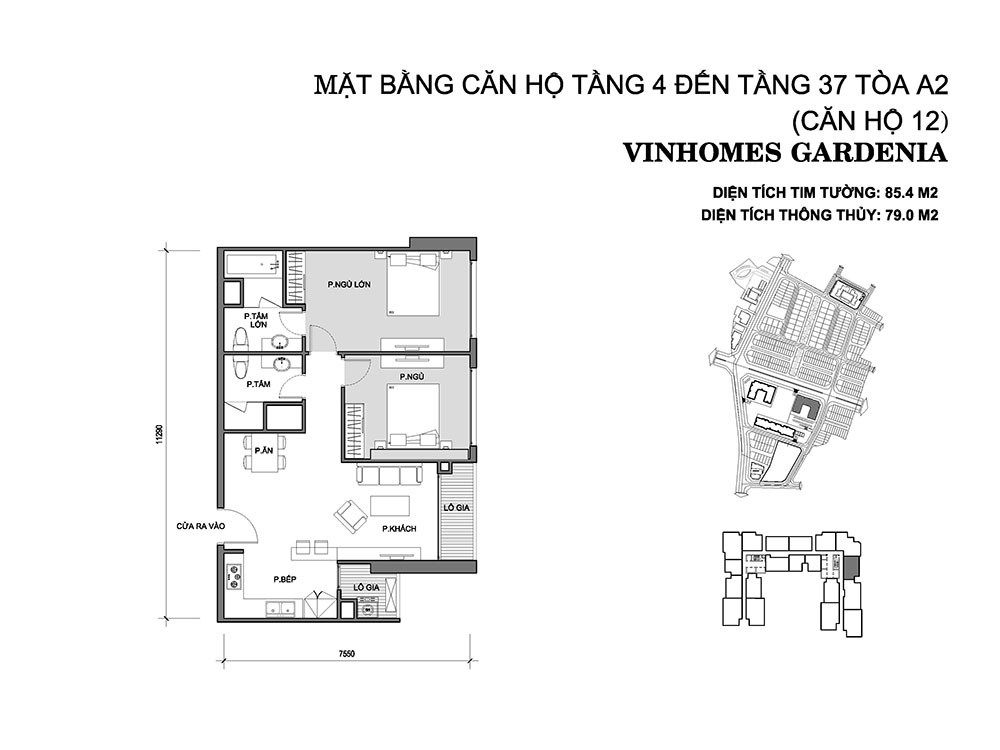 MẶT BẰNG CĂN HỘ TẦNG 4 ĐẾN TẦNG 37 TÒA A2
(CĂN HỘ 12)
VINHOMES GARDENIA
DIỆN TÍCH TIM TƯỜNG: 85.4 M2
DIỆN TÍCH THÔNG THỦY: 79.0 M2
P.NGỦ LỚN
P.TẮM
LỚN
P.NGỦ
P.TẮM
P.ĂN
11290
LÔ GIA
CỬA RA VÀO
P.KHÁCH
P.BẾP
LÔ GIA
7550